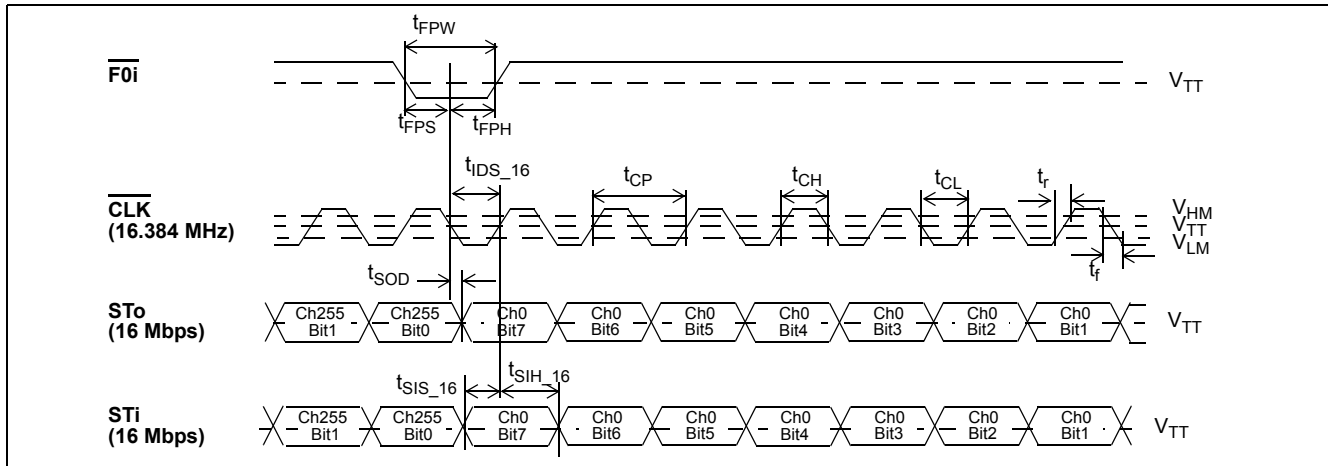 tFPW
F0i
VTT
tFPS
tFPH
tIDS_16
tCP
tCH
tCL
tr
CLK
(16.384 MHz)
VHM
VTT
VLM
tf
tSOD
STo
(16 Mbps)
Ch255 Bit1
Ch255 Bit0
Ch0 Bit7
Ch0 Bit6
Ch0 Bit5
Ch0 Bit4
Ch0 Bit3
Ch0 Bit2
Ch0 Bit1
VTT
tSIS_16
tSIH_16
STi
(16 Mbps)
Ch255 Bit1
Ch255 Bit0
Ch0 Bit7
Ch0 Bit6
Ch0 Bit5
Ch0 Bit4
Ch0 Bit3
Ch0 Bit2
Ch0 Bit1
VTT